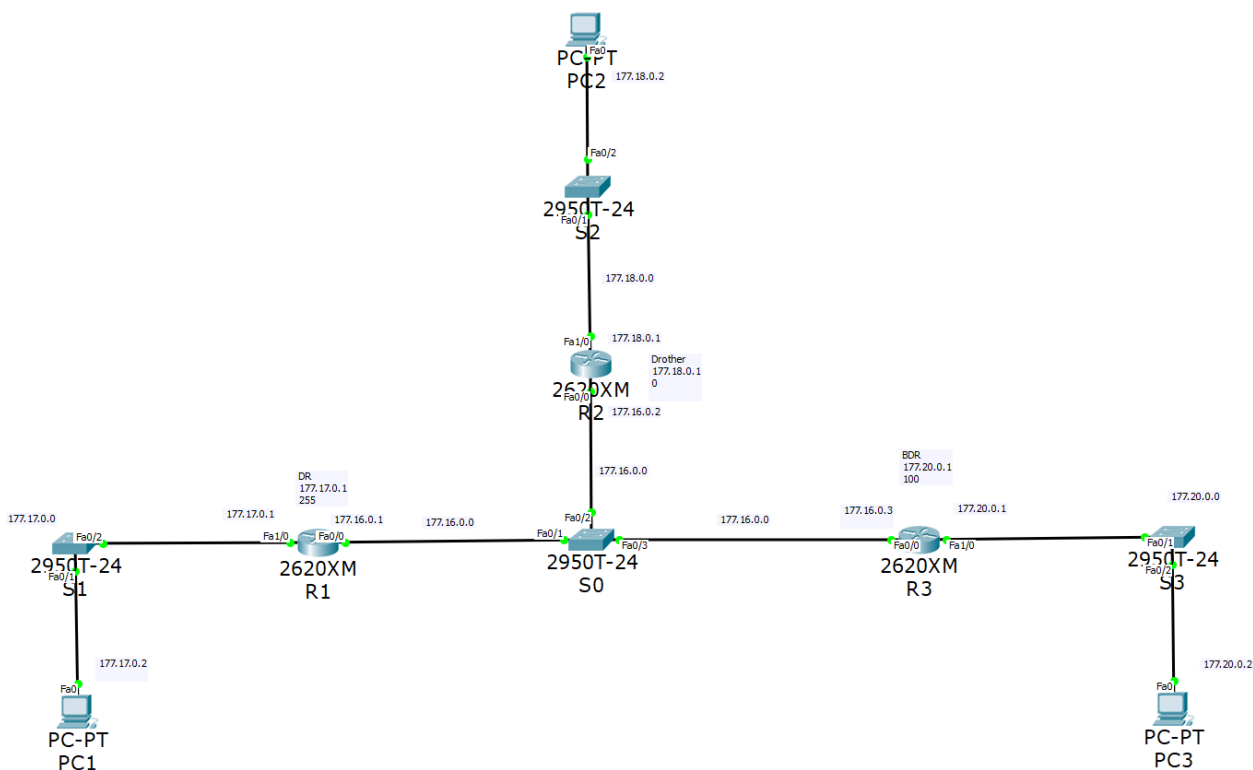 Fa0
PC-PT
PC2
177.18.0.2
Fa0/2
2950T-24
Fa0/1
S2
177.18.0.0
177.18.0.1
Fa1/0
Drother
177.18.0.1
0
2620XM
Fa0/0
R2
177.16.0.2
177.16.0.0
DR
177.17.0.1
255
BDR
177.20.0.1
100
177.17.0.0
177.17.0.1
177.16.0.1
177.16.0.0
Fa0/2
177.16.0.0
177.16.0.3
177.20.0.1
177.20.0.0
Fa0/2
Fa1/0
Fa0/0
Fa0/1
Fa0/3
Fa0/0
Fa1/0
Fa0/1
2950T-24
Fa0/1
S1
2620XM
R1
2950T-24
S0
2620XM
R3
2950T-24
Fa0/2
S3
177.17.0.2
177.20.0.2
Fa0
Fa0
PC-PT
PC1
PC-PT
PC3